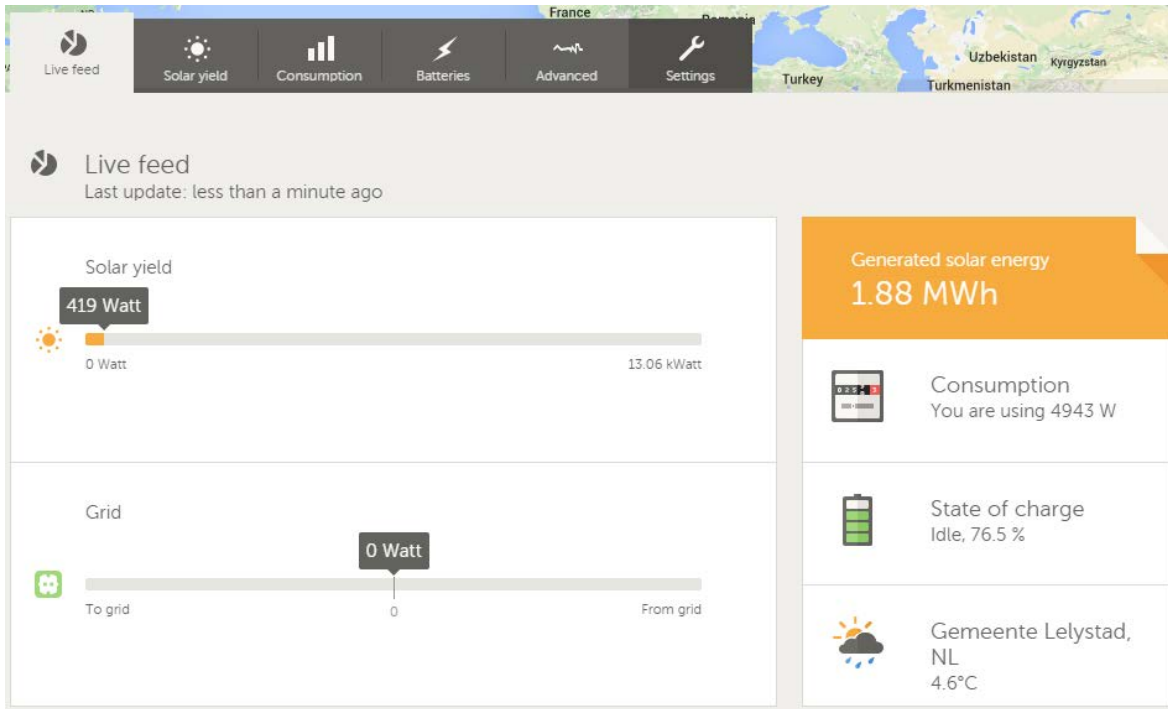 France
Romania
Uzbekistan
Kyrgyzstan
Turkey
Turkmenistan
Live feed
Solar yield
Consumption
Batteries
Advanced
Settings
Live feed
Last update: less than a minute ago
Solar yield
419 Watt
0 Watt
13.06 kWatt
Grid
0 Watt
To grid
0
From grid
Generated solar energy
1.88 MWh
Consumption
You are using 4943 W
State of charge
Idle, 76.5 %
Gemeente Lelystad,
NL
4.6°C